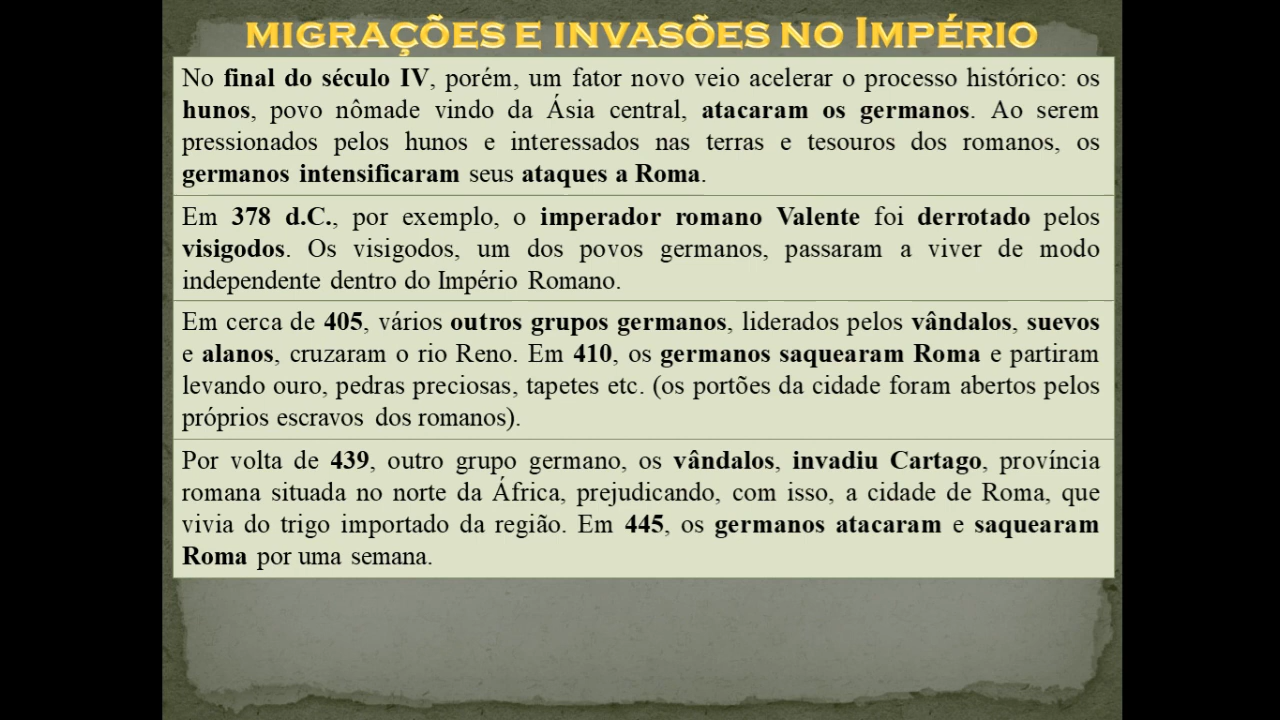 MIGRAÇÕES E INVASÕES NO IMPÉRIO
No final do século IV, porém, um fator novo veio acelerar o processo histórico: os
hunos, povo nômade vindo da Ásia central, atacaram os germanos. Ao serem
pressionados pelos hunos e interessados nas terras e tesouros dos romanos, os
germanos intensificaram seus ataques a Roma.
Em 378 d.C., por exemplo, o imperador romano Valente foi derrotado pelos
visigodos. Os visigodos, um dos povos germanos, passaram a viver de modo
independente dentro do Império Romano.
Em cerca de 405, vários outros grupos germanos, liderados pelos vândalos, suevos
e alanos, cruzaram o rio Reno. Em 410, os germanos saquearam Roma e partiram
levando ouro, pedras preciosas, tapetes etc. (os portões da cidade foram abertos pelos
próprios escravos dos romanos).
Por volta de 439, outro grupo germano, os vândalos, invadiu Cartago, província
romana situada no norte da África, prejudicando, com isso, a cidade de Roma, que
vivia do trigo importado da região. Em 445, os germanos atacaram e saquearam
Roma por uma semana.